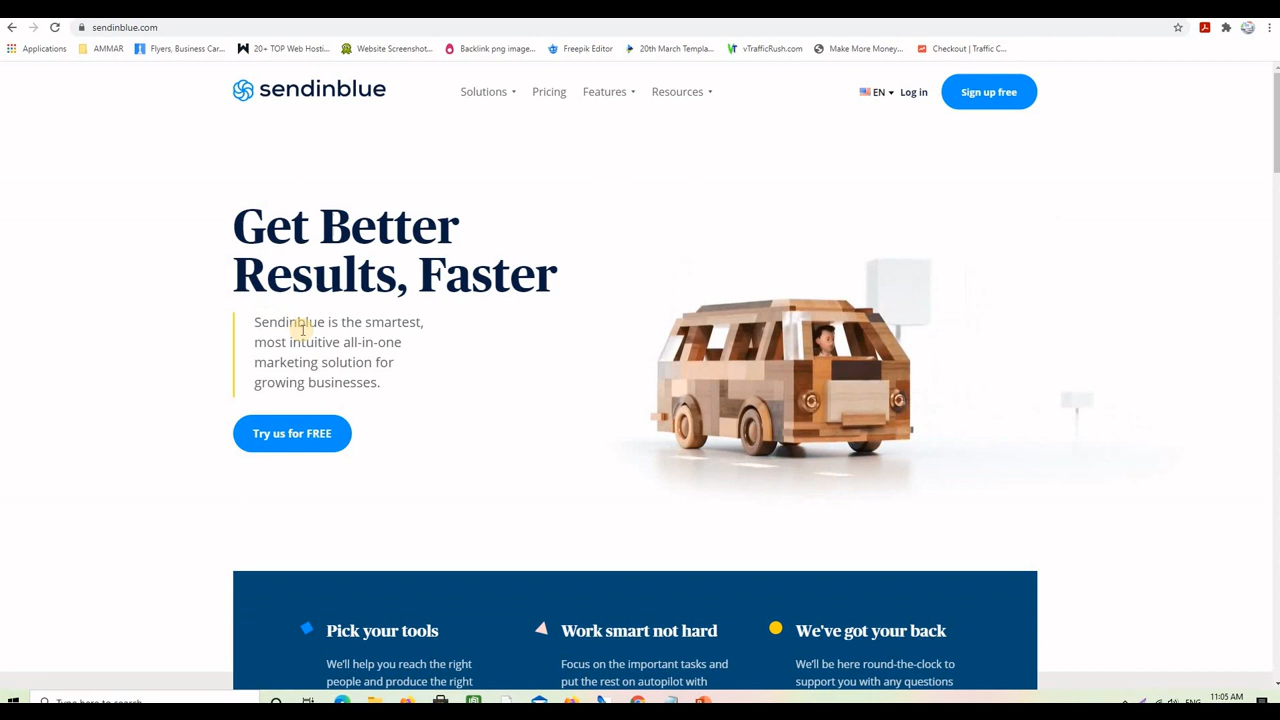 sendinblue.com
Applications AMMAR Flyers, Business Car... 20+ TOP Web Hosti... Website Screenshot... Backlink png image... Freepik Editor 20th March Templa... vTrafficRush.com Make More Money... Checkout | Traffic C...
sendinblue Solutions Pricing Features Resources EN Log in Sign up free
Get Better
Results, Faster
Sendinblue is the smartest,
most intuitive all-in-one
marketing solution for
growing businesses.
Try us for FREE
Pick your tools
We'll help you reach the right
people and produce the right
Work smart not hard
Focus on the important tasks and
put the rest on autopilot with
We've got your back
We'll be here round-the-clock to
support you with any questions
Type here to search
ENG
11:05 AM